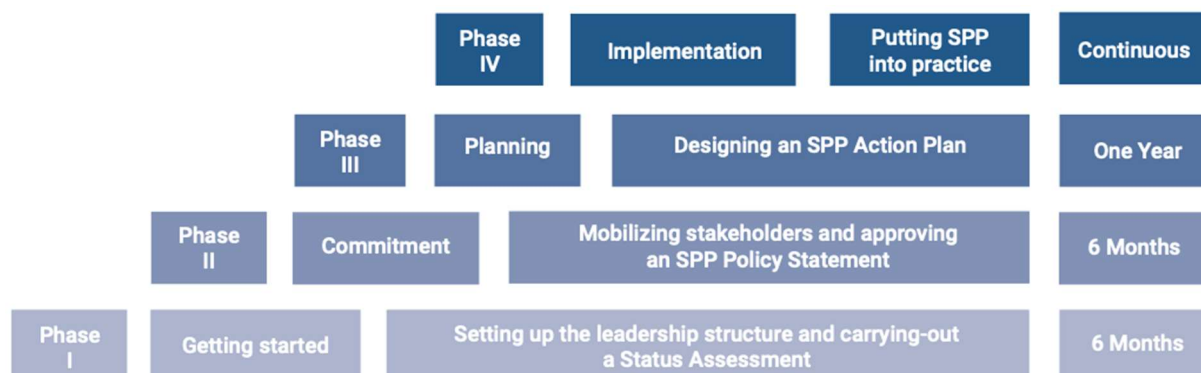 Phase
IV
Implementation
Putting SPP
into practice
Continuous
Phase
III
Planning
Designing an SPP Action Plan
One Year
Phase
II
Commitment
Mobilizing stakeholders and approving
an SPP Policy Statement
6 Months
Phase
I
Getting started
Setting up the leadership structure and carrying-out
a Status Assessment
6 Months